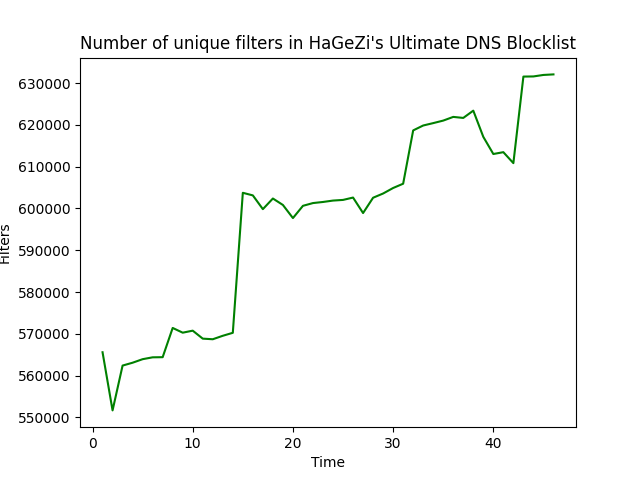 Number of unique filters in HaGeZi's Ultimate DNS Blocklist
630000
620000
610000
600000
590000
580000
570000
560000
550000
Filters
0 10 20 30 40
Time